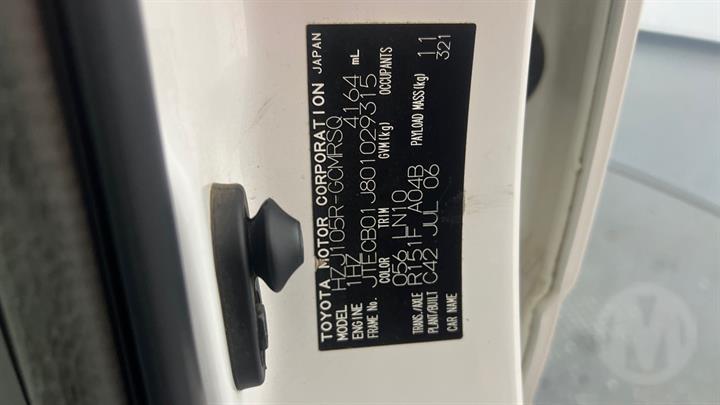 TOYOTA MOTOR CORPORATION JAPAN
MODEL HZJ105R-GCMRSQ
ENGINE 1HZ 4164 mL
FRAME No. JTECB01J801029315
COLOR TRIM GVM(kg) OCCUPANTS
056 LN10
TRANS./AXLE R151F A04B PAYLOAD MASS(kg) 11
PLANT/BUILT C42 JUL 06 321
CAR NAME
M